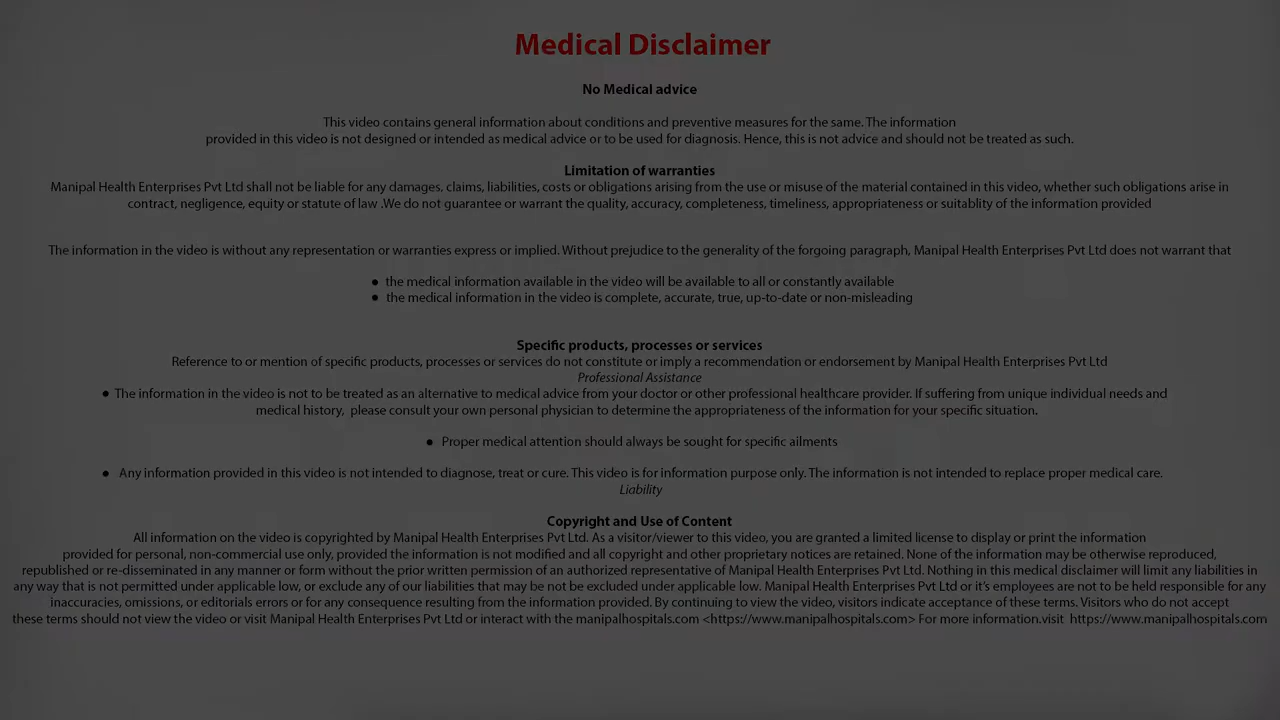 Medical Disclaimer
No Medical advice
This video contains general information about conditions and preventive measures for the same. The information
provided in this video is not designed or intended as medical advice or to be used for diagnosis. Hence, this is not advice and should not be treated as such.
Limitation of warranties
Manipal Health Enterprises Pvt Ltd shall not be liable for any damages, claims, liabilities, costs or obligations arising from the use or misuse of the material contained in this video, whether such obligations arise in
contract, negligence, equity or statute of law .We do not guarantee or warrant the quality, accuracy, completeness, timeliness, appropriateness or suitablity of the information provided
The information in the video is without any representation or warranties express or implied. Without prejudice to the generality of the forgoing paragraph, Manipal Health Enterprises Pvt Ltd does not warrant that
● the medical information available in the video will be available to all or constantly available
● the medical information in the video is complete, accurate, true, up-to-date or non-misleading
Specific products, processes or services
Reference to or mention of specific products, processes or services do not constitute or imply a recommendation or endorsement by Manipal Health Enterprises Pvt Ltd
Professional Assistance
● The information in the video is not to be treated as an alternative to medical advice from your doctor or other professional healthcare provider. If suffering from unique individual needs and
medical history, please consult your own personal physician to determine the appropriateness of the information for your specific situation.
● Proper medical attention should always be sought for specific ailments
● Any information provided in this video is not intended to diagnose, treat or cure. This video is for information purpose only. The information is not intended to replace proper medical care.
Liability
Copyright and Use of Content
All information on the video is copyrighted by Manipal Health Enterprises Pvt Ltd. As a visitor/viewer to this video, you are granted a limited license to display or print the information
provided for personal, non-commercial use only, provided the information is not modified and all copyright and other proprietary notices are retained. None of the information may be otherwise reproduced,
republished or re-disseminated in any manner or form without the prior written permission of an authorized representative of Manipal Health Enterprises Pvt Ltd. Nothing in this medical disclaimer will limit any liabilities in
any way that is not permitted under applicable low, or exclude any of our liabilities that may be not be excluded under applicable low. Manipal Health Enterprises Pvt Ltd or it's employees are not to be held responsible for any
inaccuracies, omissions, or editorials errors or for any consequence resulting from the information provided. By continuing to view the video, visitors indicate acceptance of these terms. Visitors who do not accept
these terms should not view the video or visit Manipal Health Enterprises Pvt Ltd or interact with the manipalhospitals.com <https://www.manipalhospitals.com> For more information.visit https://www.manipalhospitals.com